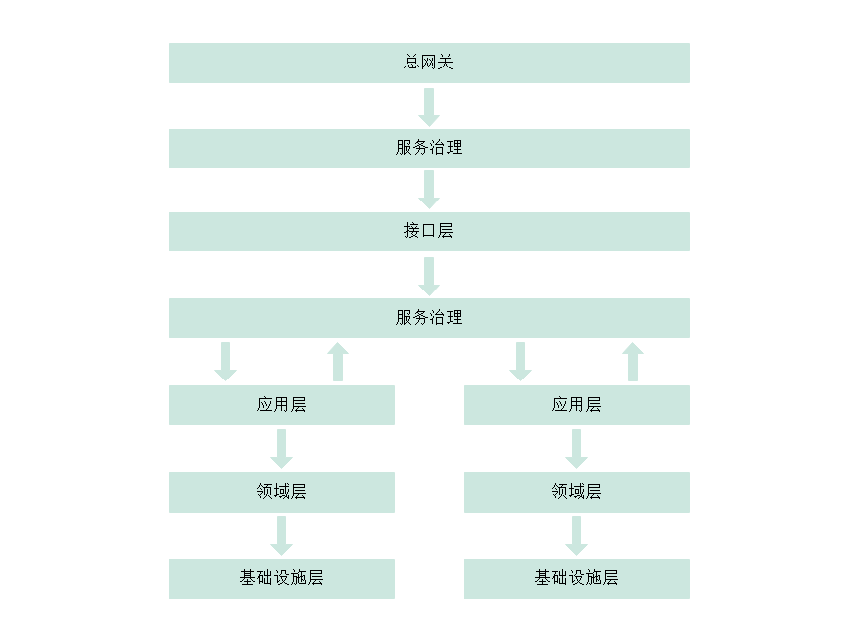 总网关
服务治理
接口层
服务治理
应用层
应用层
领域层
领域层
基础设施层
基础设施层